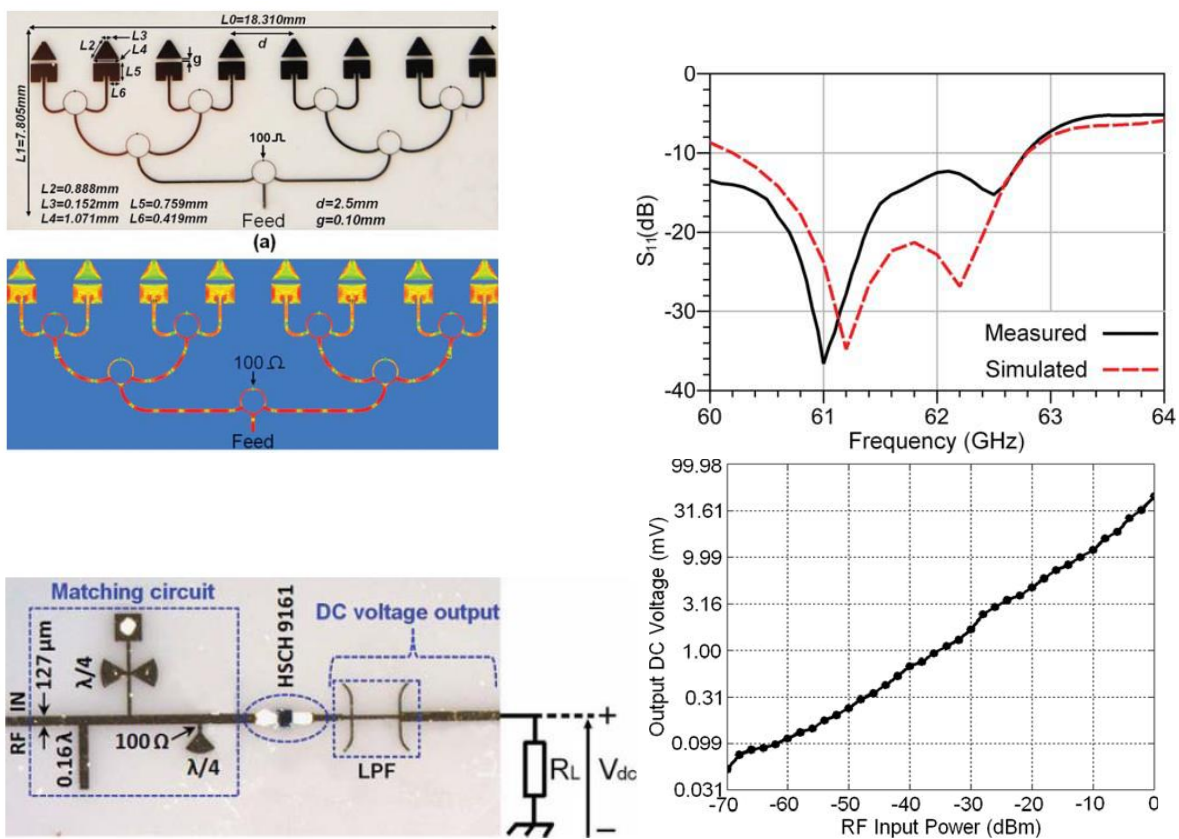 L0=18.310mm
L1=7.805mm
L2
L3
L4
L5
L6
d
g
100Ω
L2=0.888mm
L3=0.152mm L5=0.759mm d=2.5mm
L4=1.071mm L6=0.419mm g=0.10mm
Feed
(a)
100 Ω
Feed
Matching circuit
RF IN
127 μm
λ/4
0.16λ
100 Ω
λ/4
HSCH 9161
DC voltage output
LPF
RL
Vdc
+
−
0
-10
-20
-30
-40
S11(dB)
Measured
Simulated
60 61 62 63 64
Frequency (GHz)
99.98
31.61
9.99
3.16
1.00
0.31
0.099
0.031
Output DC Voltage (mV)
-70 -60 -50 -40 -30 -20 -10 0
RF Input Power (dBm)